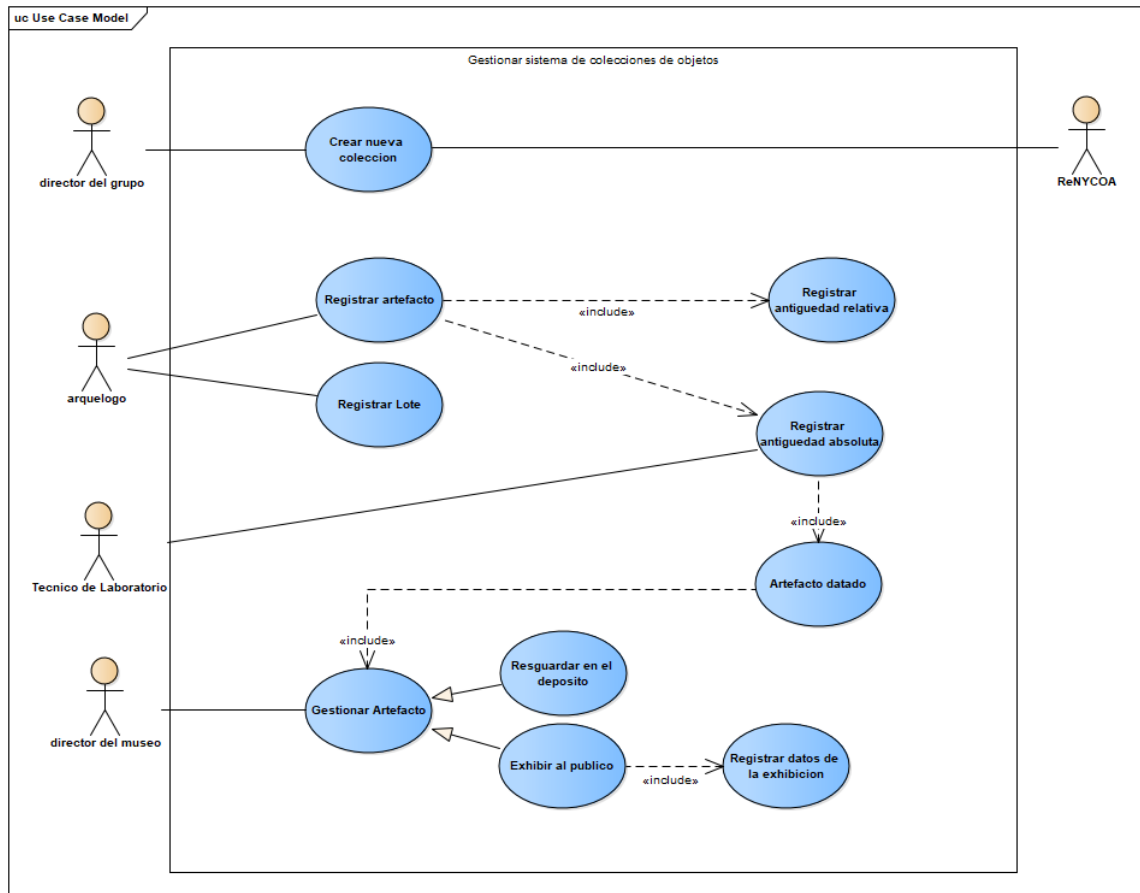 uc Use Case Model
Gestionar sistema de colecciones de objetos
director del grupo
Crear nueva
coleccion
ReNYCOA
Registrar artefacto
«include»
Registrar
antiguedad relativa
arquelogo
«include»
Registrar Lote
Registrar
antiguedad absoluta
Tecnico de Laboratorio
«include»
Artefacto datado
«include»
Resguardar en el
deposito
director del museo
Gestionar Artefacto
Exhibir al publico
«include»
Registrar datos de
la exhibicion